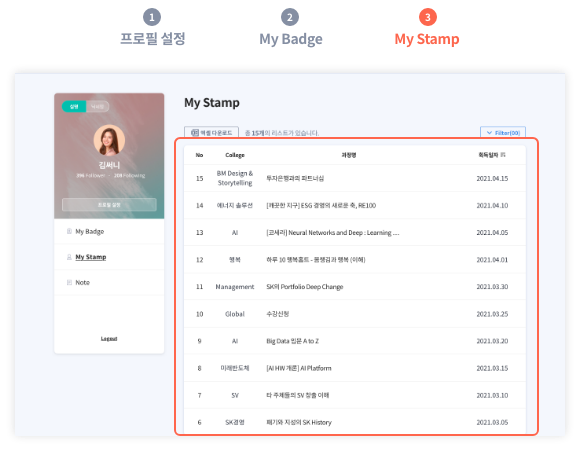 1
2
3
프로필 설정
My Badge
My Stamp
My Stamp
엑셀 다운로드
총 15개의 리스트가 있습니다.
Filter(00)
김써니
396 Follower
208 Following
프로필 설정
My Badge
My Stamp
Note
Logout
No College 과정명 획득일자
15 BM Design & Storytelling 투자은행과의 파트너십 2021.04.15
14 에너지 솔루션 [깨끗한 지구] ESG 경영의 새로운 축, RE100 2021.04.10
13 AI [코세라] Neural Networks and Deep : Learning ... 2021.04.05
12 행복 하루 10 행복홈트 - 몸챙김과 행복 (이해) 2021.04.01
11 Management SK의 Portfolio Deep Change 2021.03.30
10 Global 수강신청 2021.03.25
9 AI Big Data 입문 A to Z 2021.03.20
8 미래반도체 [AI HW 개론] AI Platform 2021.03.15
7 SV 타 주체들의 SV 창출 이해 2021.03.10
6 SK경영 패기와 지성의 SK History 2021.03.05